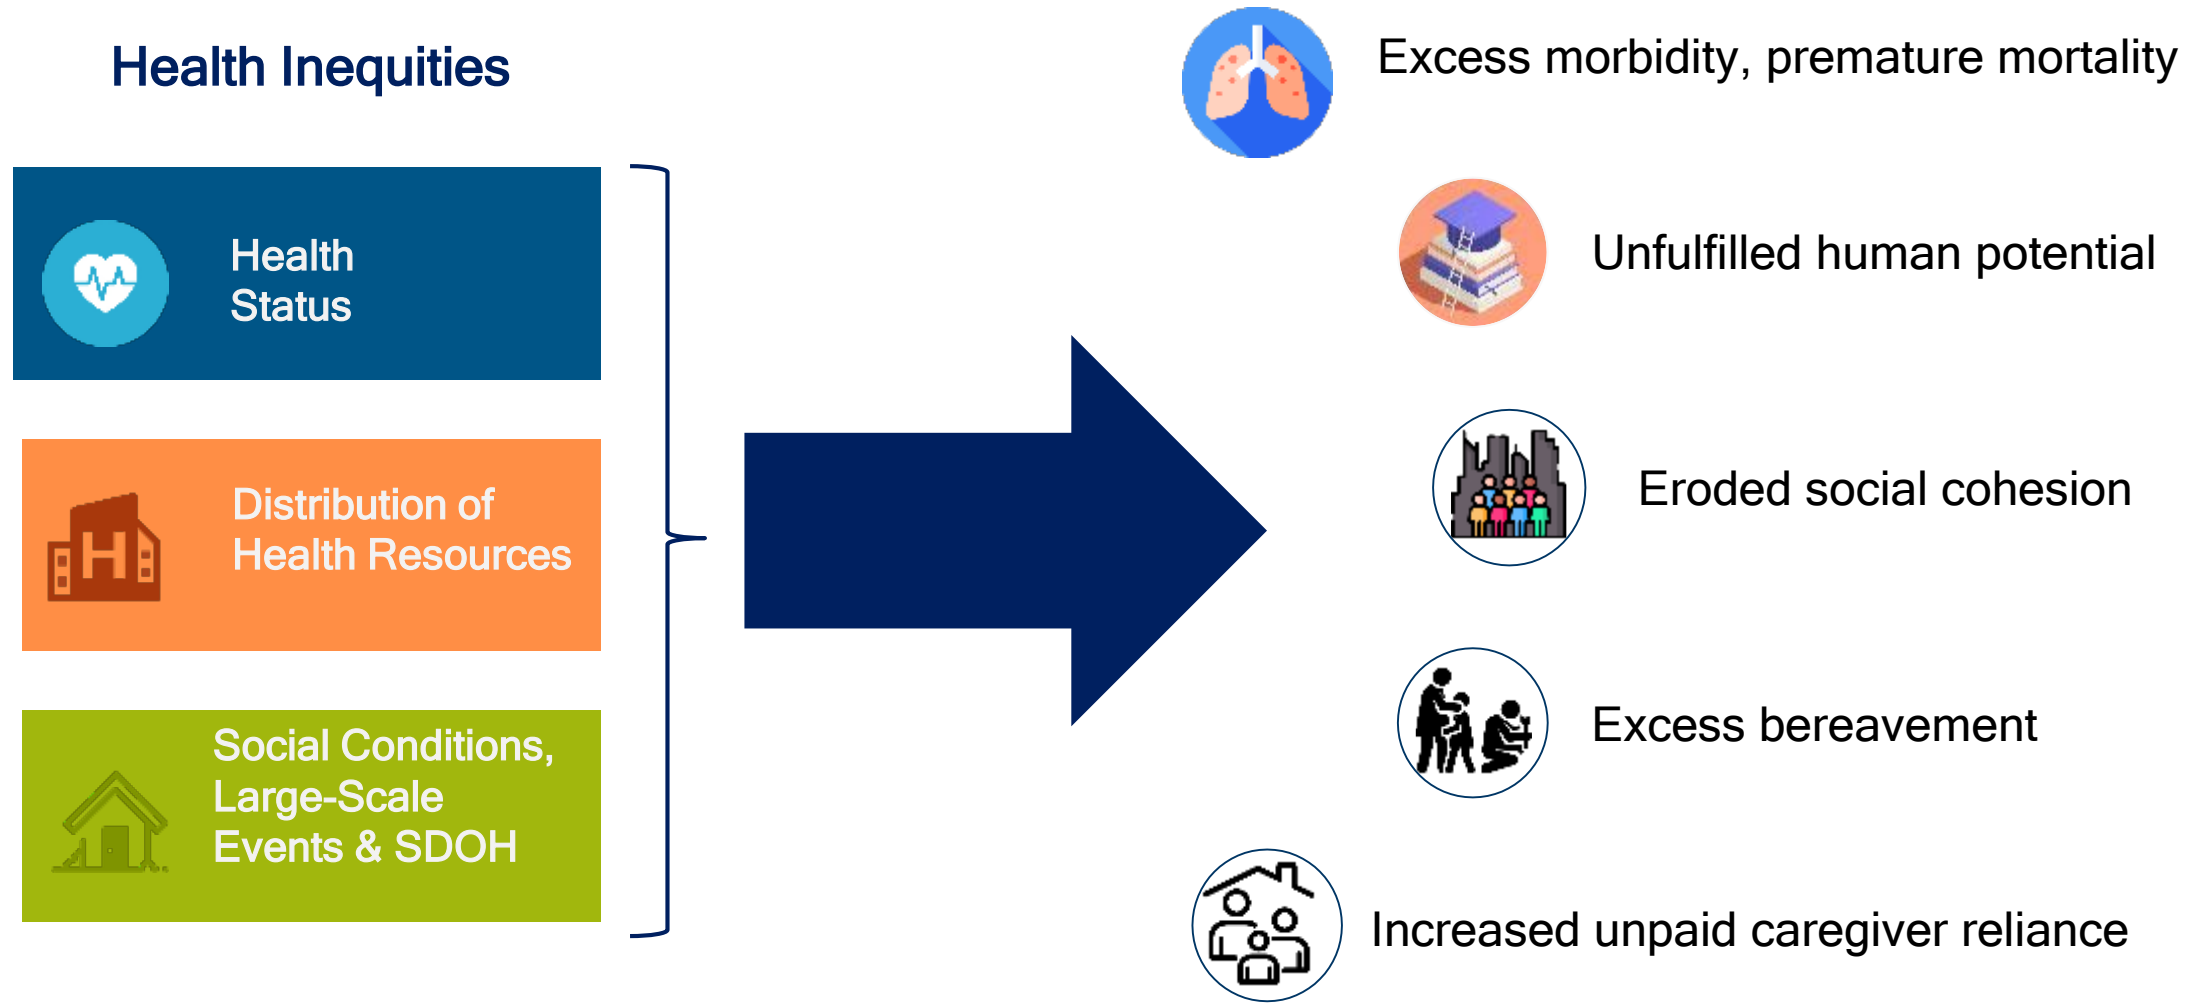 Health Inequities
Health
Status
Distribution of
Health Resources
H
Social Conditions,
Large-Scale
Events & SDOH
Excess morbidity, premature mortality
Unfulfilled human potential
Eroded social cohesion
Excess bereavement
Increased unpaid caregiver reliance